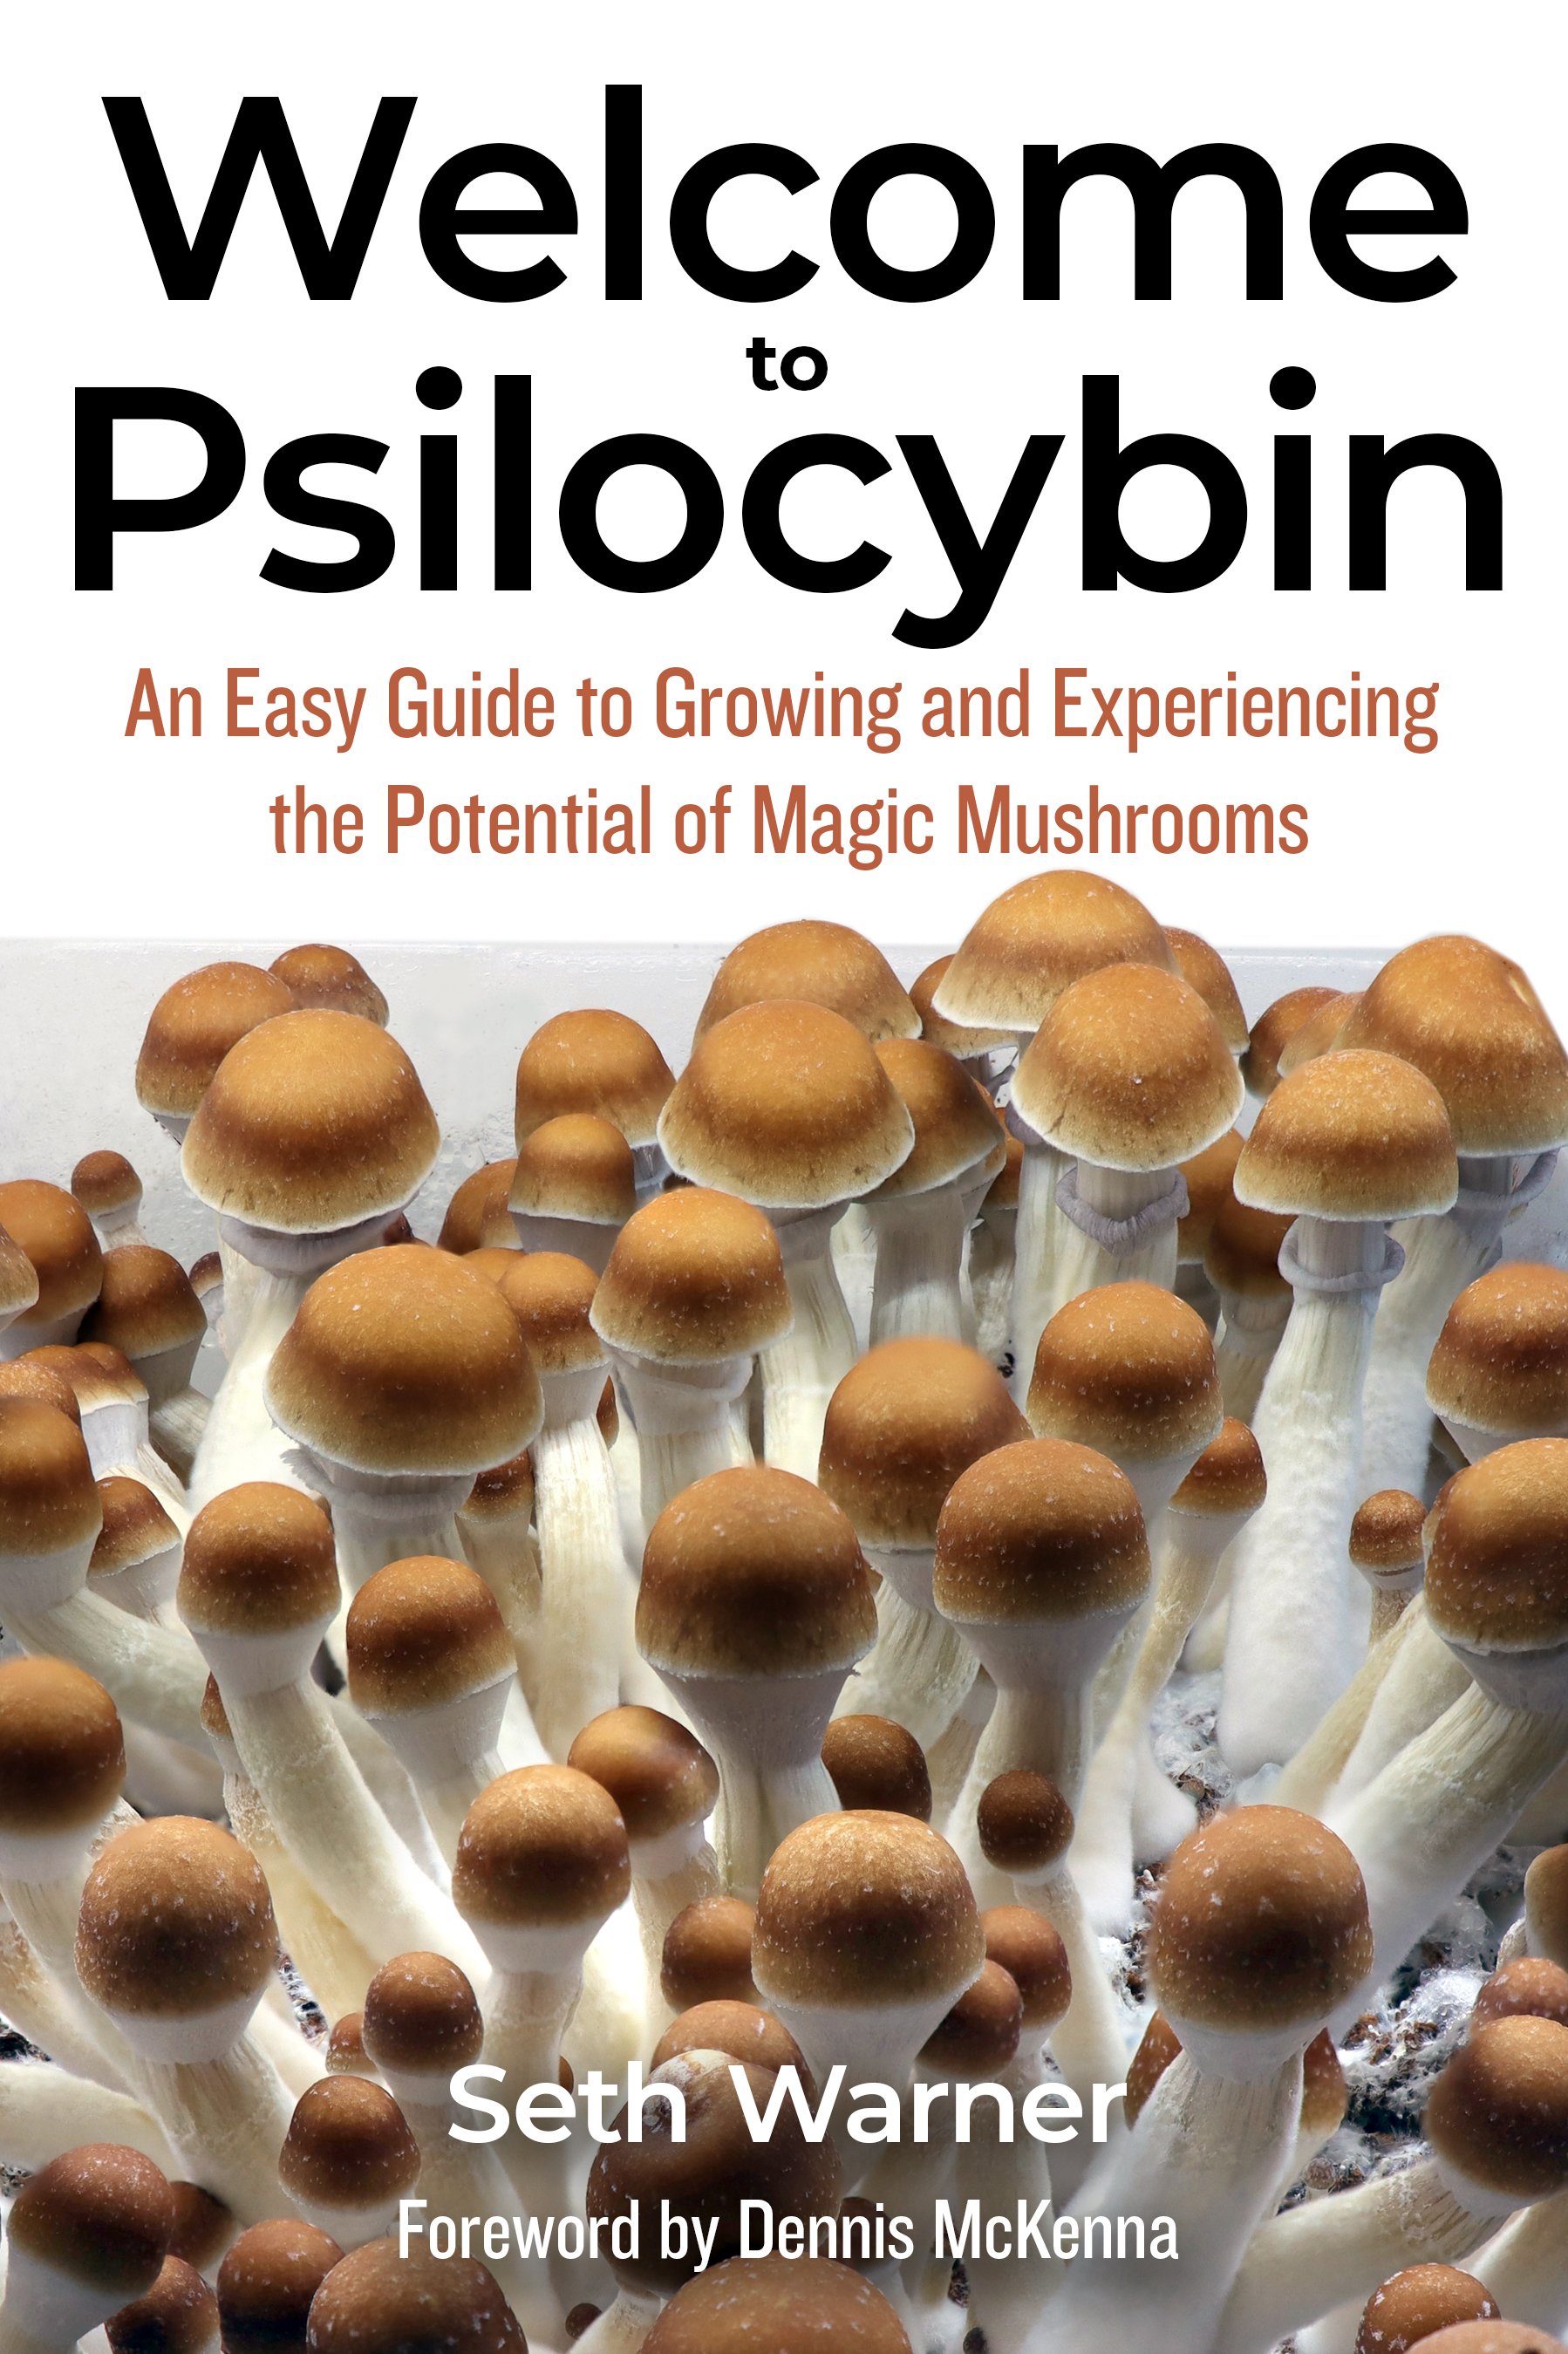 Welcome
to
Psilocybin
An Easy Guide to Growing and Experiencing
the Potential of Magic Mushrooms
Seth Warner
Foreword by Dennis McKenna